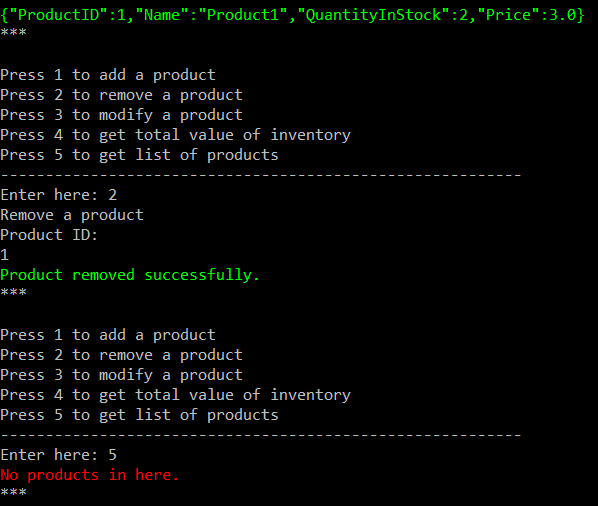 {"ProductID":1,"Name":"Product1","QuantityInStock":2,"Price":3.0}
***
Press 1 to add a product
Press 2 to remove a product
Press 3 to modify a product
Press 4 to get total value of inventory
Press 5 to get list of products
----------------------------------------------------------
Enter here: 2
Remove a product
Product ID:
1
Product removed successfully.
***
Press 1 to add a product
Press 2 to remove a product
Press 3 to modify a product
Press 4 to get total value of inventory
Press 5 to get list of products
----------------------------------------------------------
Enter here: 5
No products in here.
***